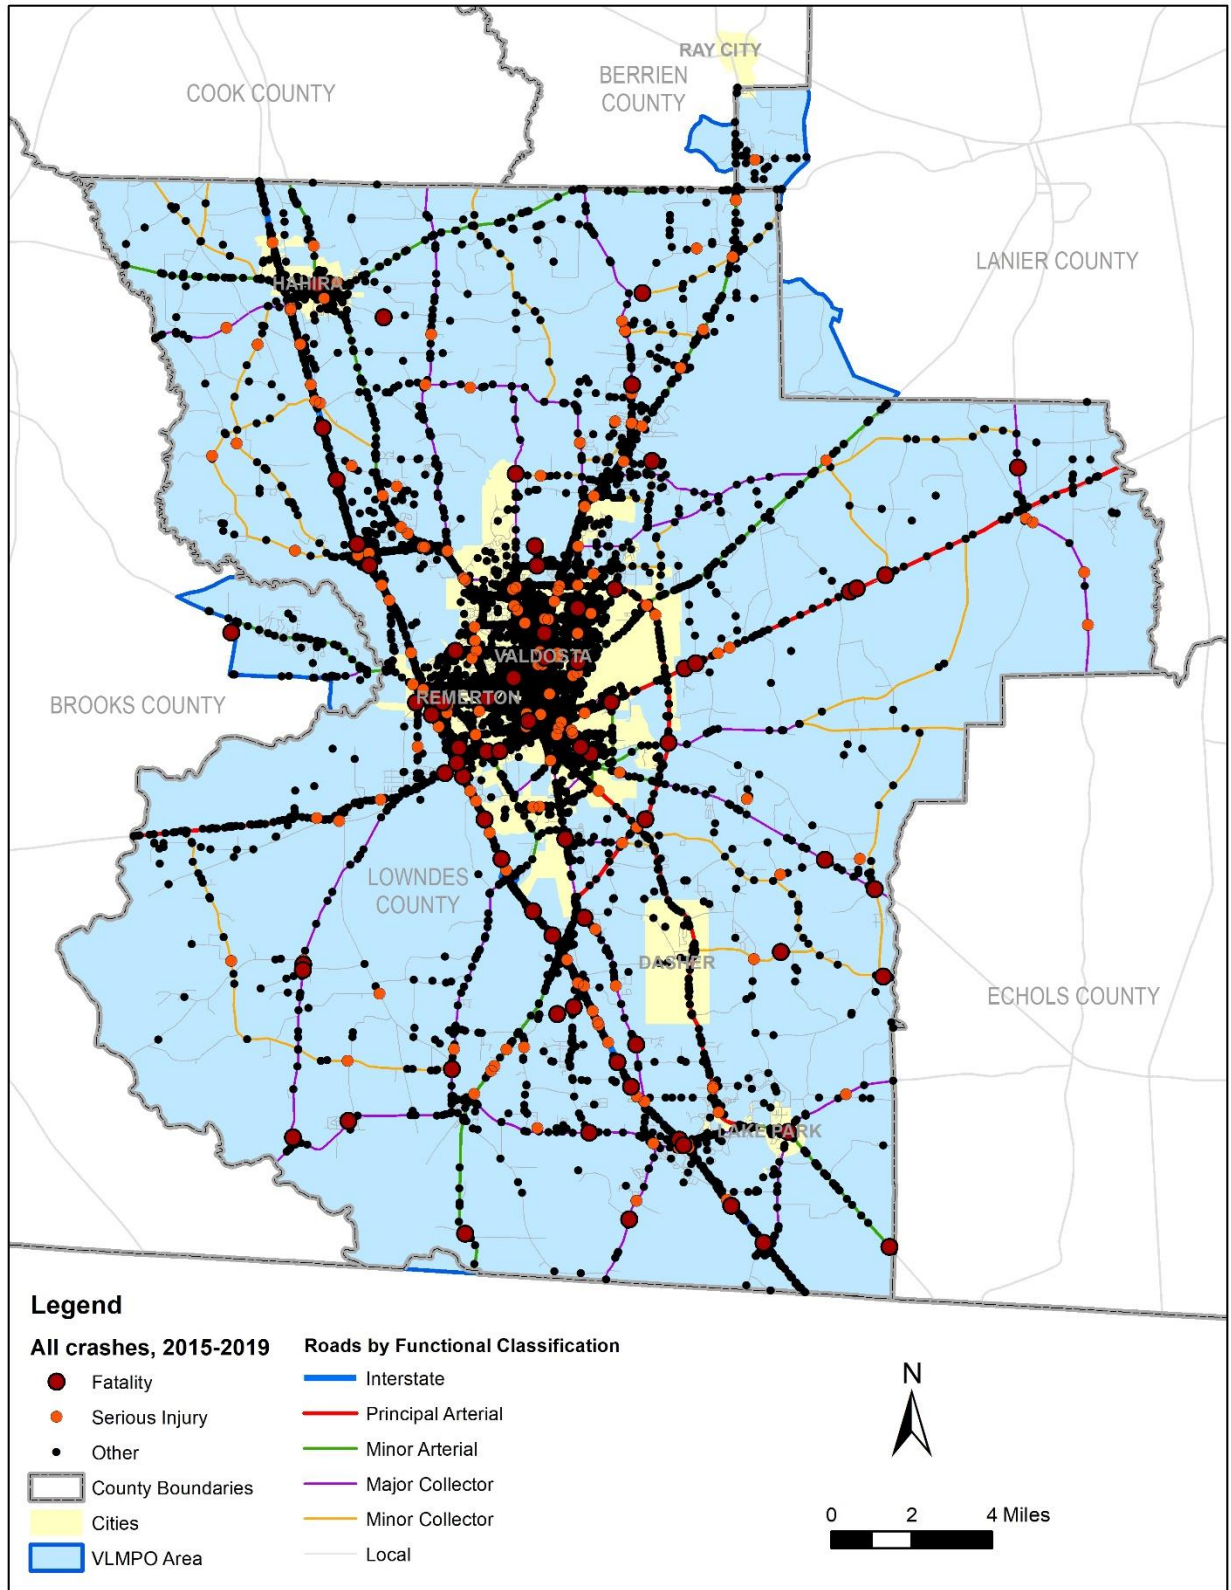 RAY CITY
BERRIEN
COUNTY
COOK COUNTY
LANIER COUNTY
HAHIRA
VALDOSTA
REMERTON
BROOKS COUNTY
LOWNDES
COUNTY
DASHER
ECHOLS COUNTY
LAKE PARK
Legend
All crashes, 2015-2019
Fatality
Serious Injury
Other
County Boundaries
Cities
VLMPO Area
Roads by Functional Classification
Interstate
Principal Arterial
Minor Arterial
Major Collector
Minor Collector
Local
N
0 2 4 Miles